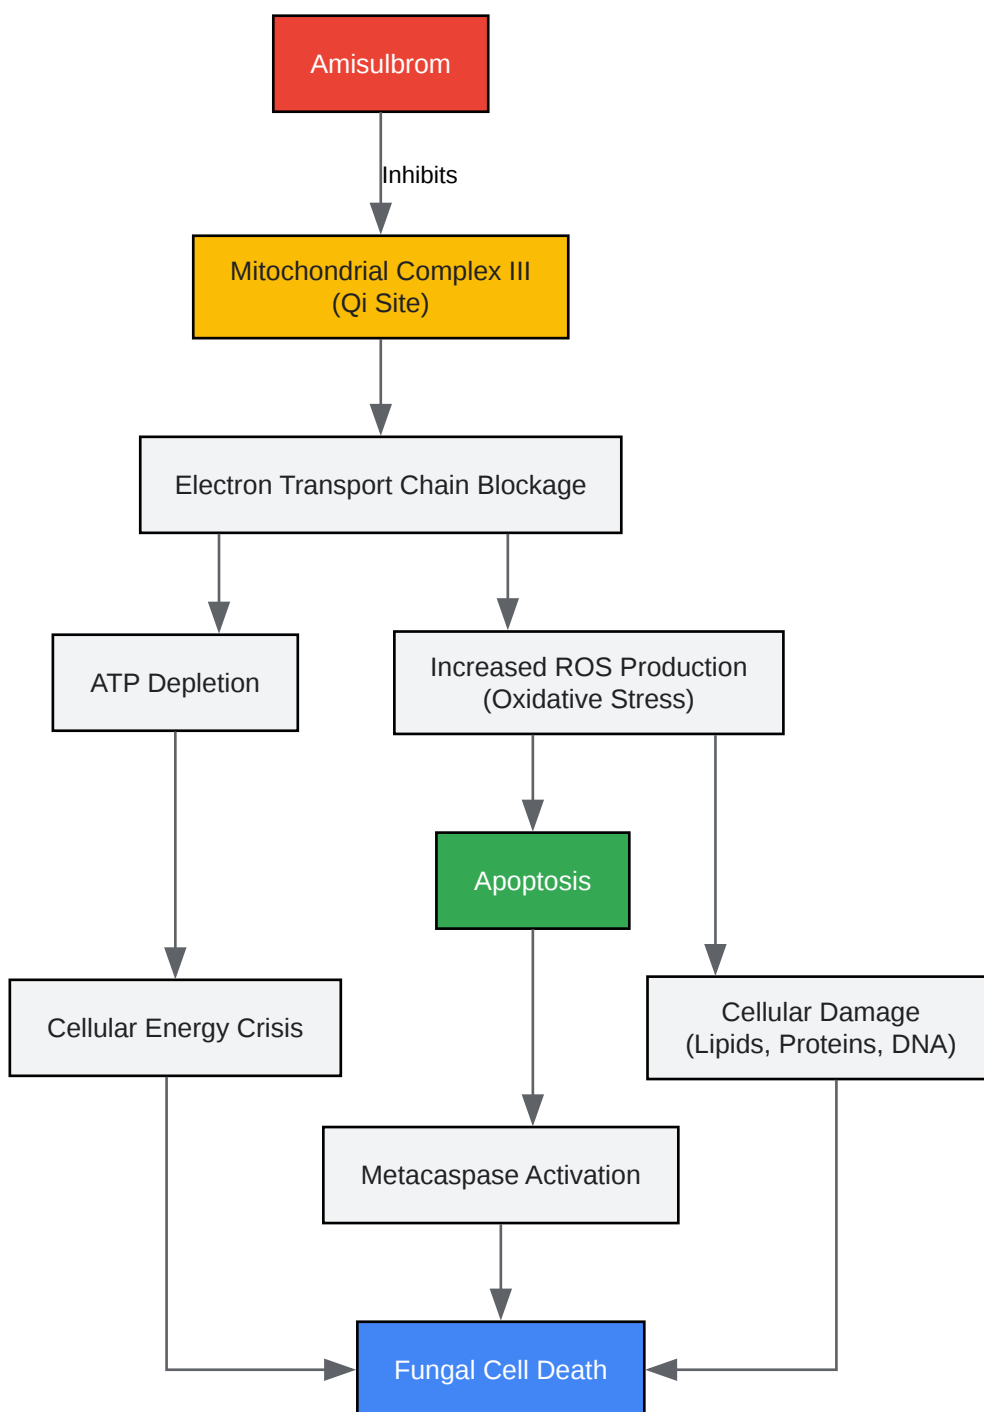 Amisulbrom
Inhibits
Mitochondrial Complex III
(Qi Site)
Electron Transport Chain Blockage
ATP Depletion
Increased ROS Production
(Oxidative Stress)
Apoptosis
Cellular Energy Crisis
Cellular Damage
(Lipids, Proteins, DNA)
Metacaspase Activation
Fungal Cell Death